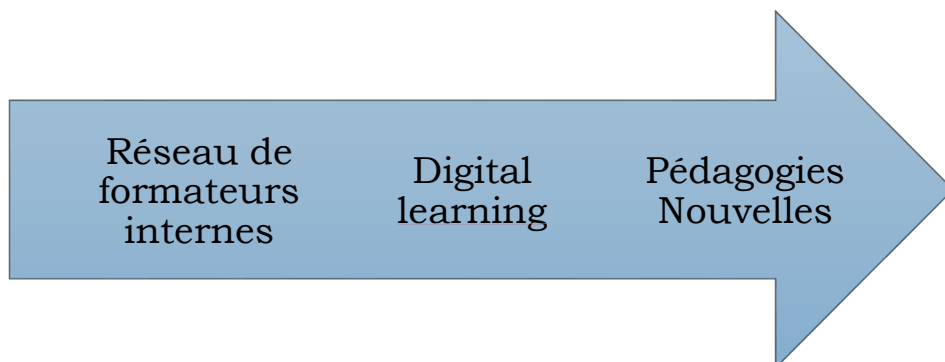 Réseau de
formateurs
internes
Digital
learning
Pédagogies
Nouvelles